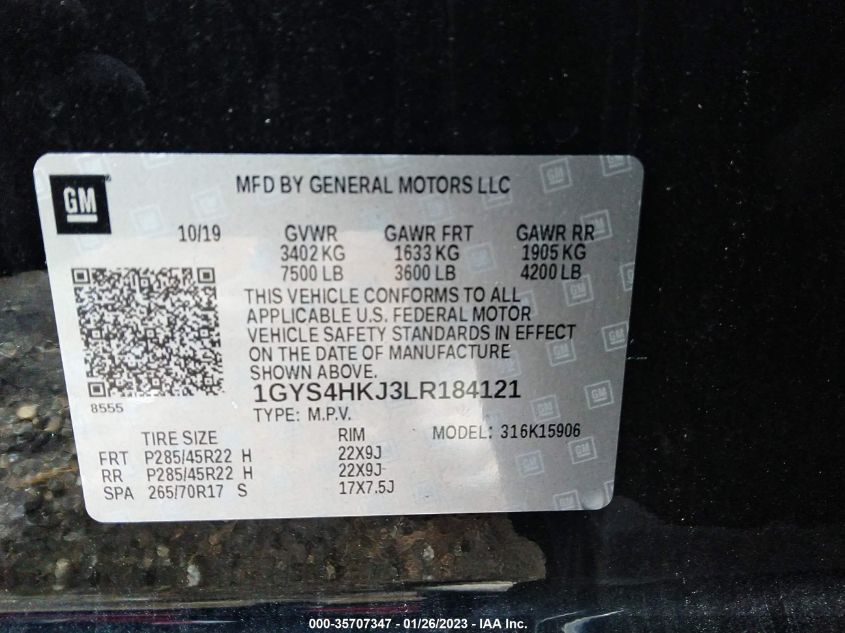 GM
MFD BY GENERAL MOTORS LLC
10/19 GVWR GAWR FRT GAWR RR
3402 KG 1633 KG 1905 KG
7500 LB 3600 LB 4200 LB
THIS VEHICLE CONFORMS TO ALL
APPLICABLE U.S. FEDERAL MOTOR
VEHICLE SAFETY STANDARDS IN EFFECT
ON THE DATE OF MANUFACTURE
SHOWN ABOVE.
8555
1GYS4HKJ3LR184121
TYPE: M.P.V.
TIRE SIZE RIM MODEL: 316K15906
FRT P285/45R22 H 22X9J
RR P285/45R22 H 22X9J
SPA 265/70R17 S 17X7.5J
000-35707347 - 01/26/2023 - IAA Inc.